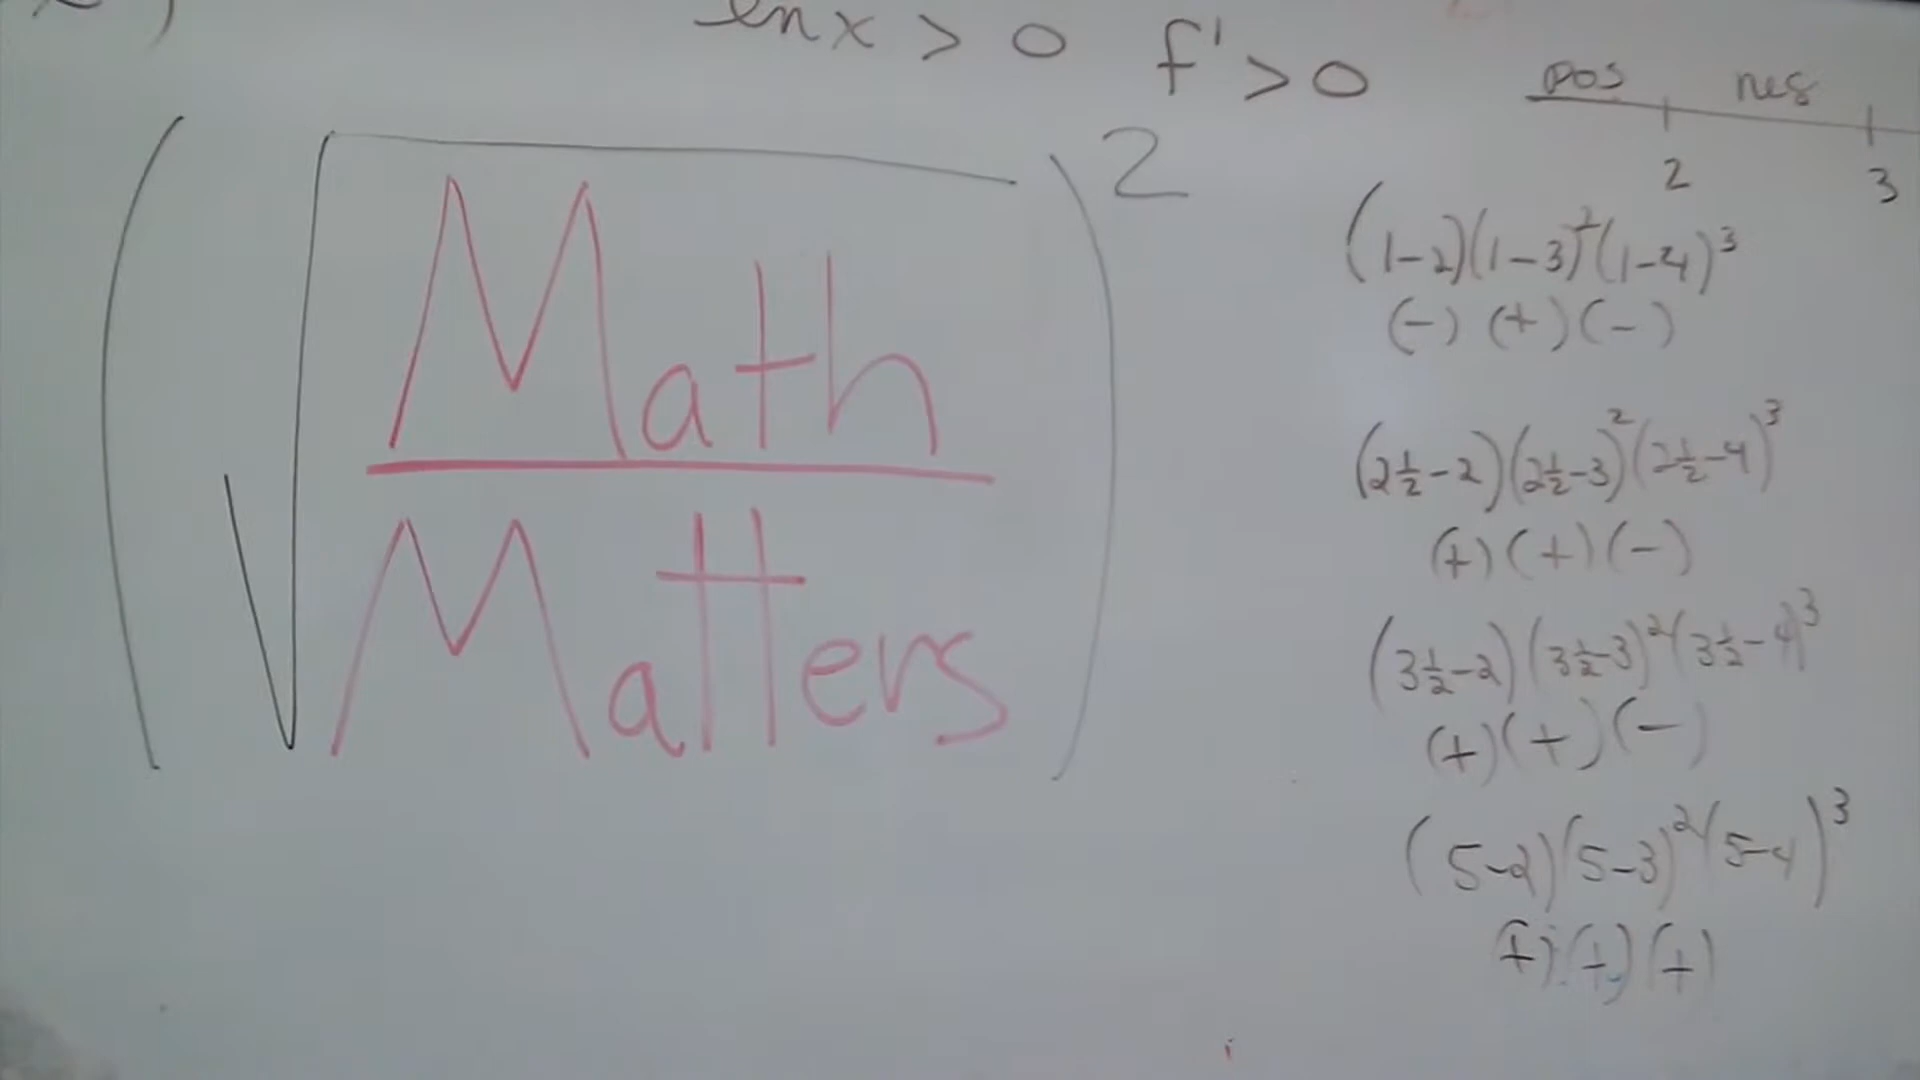 ln x > 0 f' > 0
pos neg
2 3
(√(Math/Matters))²
(1-2)(1-3)²(1-4)³
(-) (+) (-)
(2½-2)(2½-3)²(2½-4)³
(+) (+) (-)
(3½-2)(3½-3)²(3½-4)³
(+) (+) (-)
(5-2)(5-3)²(5-4)³
(+) (+) (+)